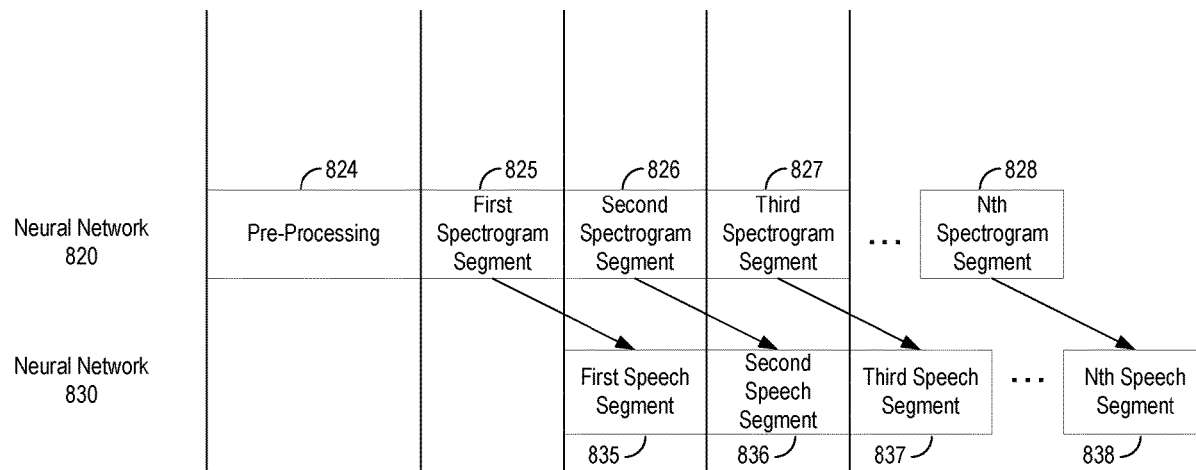 824
825
826
827
828
Neural Network
820
Pre-Processing
First
Spectrogram
Segment
Second
Spectrogram
Segment
Third
Spectrogram
Segment
...
Nth
Spectrogram
Segment
Neural Network
830
First Speech
Segment
Second
Speech
Segment
Third Speech
Segment
...
Nth Speech
Segment
835
836
837
838